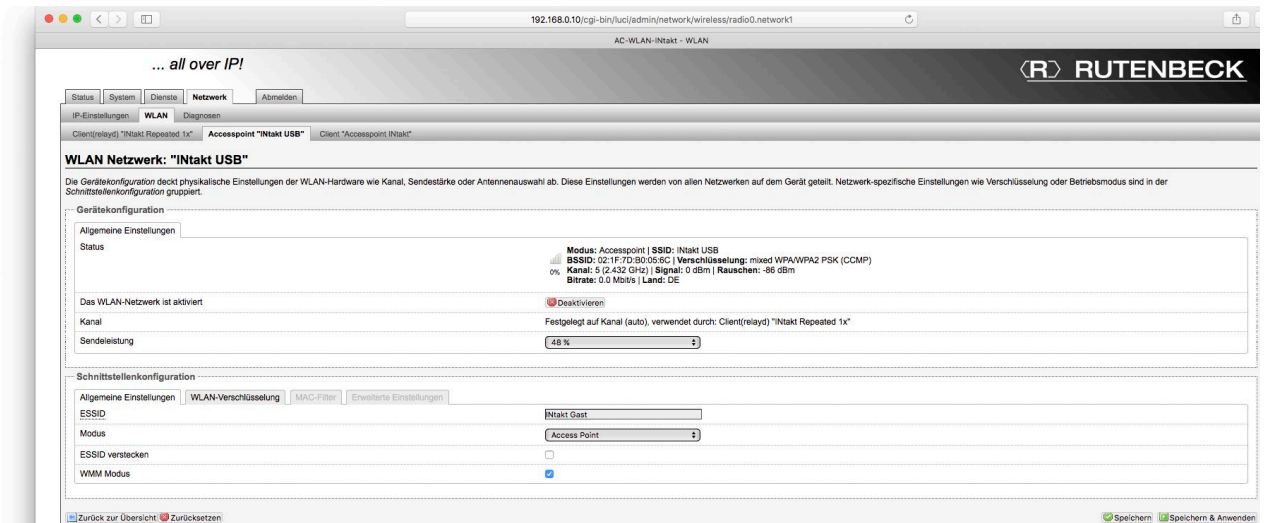 192.168.0.10/cgi-bin/luci/admin/network/wireless/radio0.network1
AC-WLAN-INtakt - WLAN
... all over IP!
⟨R⟩ RUTENBECK
Status System Dienste Netzwerk Abmelden
IP-Einstellungen WLAN Diagnosen
Client(relayd) "INtakt Repeated 1x" Accesspoint "INtakt USB" Client "Accesspoint INtakt"
WLAN Netzwerk: "INtakt USB"
Die Gerätekonfiguration deckt physikalische Einstellungen der WLAN-Hardware wie Kanal, Sendestärke oder Antennenauswahl ab. Diese Einstellungen werden von allen Netzwerken auf dem Gerät geteilt. Netzwerk-spezifische Einstellungen wie Verschlüsselung oder Betriebsmodus sind in der
Schnittstellenkonfiguration gruppiert.
Gerätekonfiguration
Allgemeine Einstellungen
Status
Modus: Accesspoint | SSID: INtakt USB
BSSID: 02:1F:7D:B0:05:6C | Verschlüsselung: mixed WPA/WPA2 PSK (CCMP)
0% Kanal: 5 (2.432 GHz) | Signal: 0 dBm | Rauschen: -86 dBm
Bitrate: 0.0 Mbit/s | Land: DE
Das WLAN-Netzwerk ist aktiviert Deaktivieren
Kanal Festgelegt auf Kanal (auto), verwendet durch: Client(relayd) "INtakt Repeated 1x"
Sendeleistung 48 %
Schnittstellenkonfiguration
Allgemeine Einstellungen WLAN-Verschlüsselung MAC-Filter Erweiterte Einstellungen
ESSID INtakt Gast
Modus Access Point
ESSID verstecken
WMM Modus
Zurück zur Übersicht Zurücksetzen Speichern Speichern & Anwenden